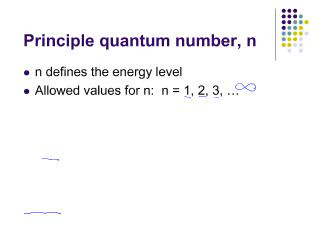 Principle quantum number, n
n defines the energy level
Allowed values for n: n = 1, 2, 3, … ∞